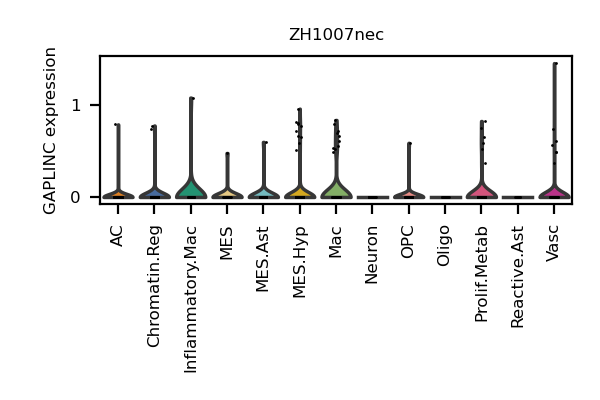 ZH1007nec
GAPLINC expression
1
0
AC
Chromatin.Reg
Inflammatory.Mac
MES
MES.Ast
MES.Hyp
Mac
Neuron
OPC
Oligo
Prolif.Metab
Reactive.Ast
Vasc